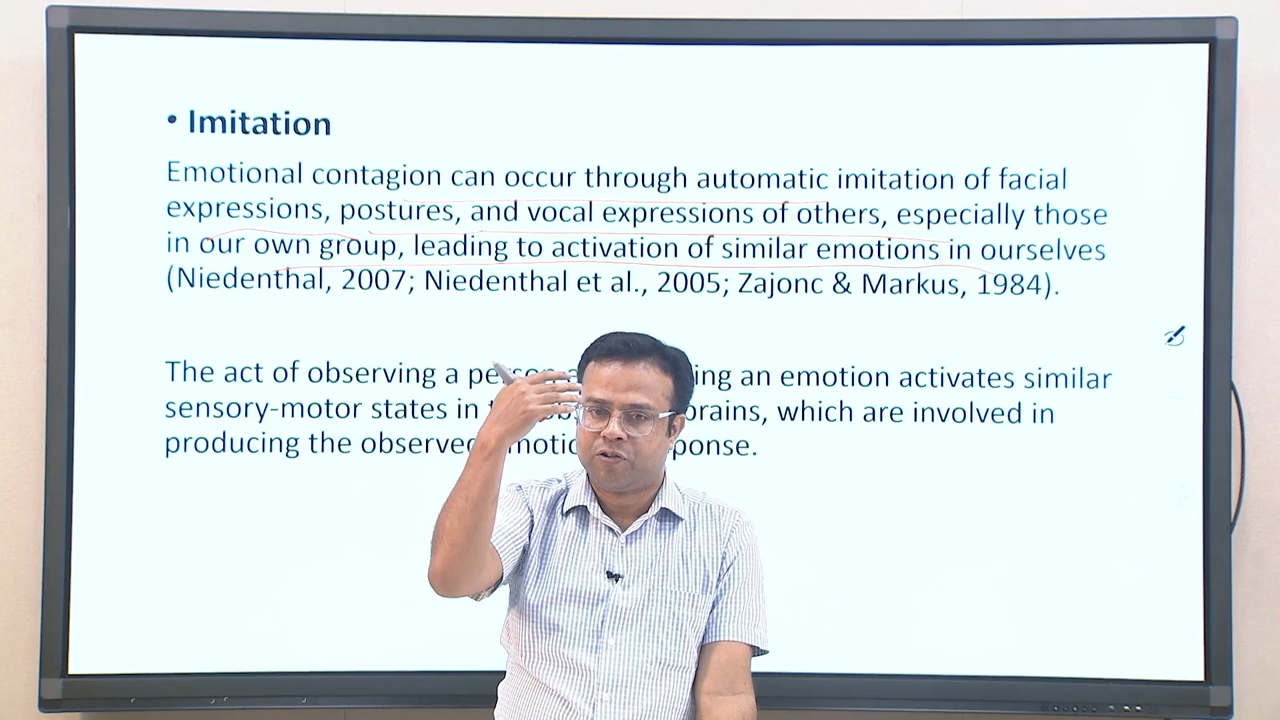 • Imitation
Emotional contagion can occur through automatic imitation of facial
expressions, postures, and vocal expressions of others, especially those
in our own group, leading to activation of similar emotions in ourselves
(Niedenthal, 2007; Niedenthal et al., 2005; Zajonc & Markus, 1984).
The act of observing a person ing an emotion activates similar
sensory-motor states in brains, which are involved in
producing the observed ponse.